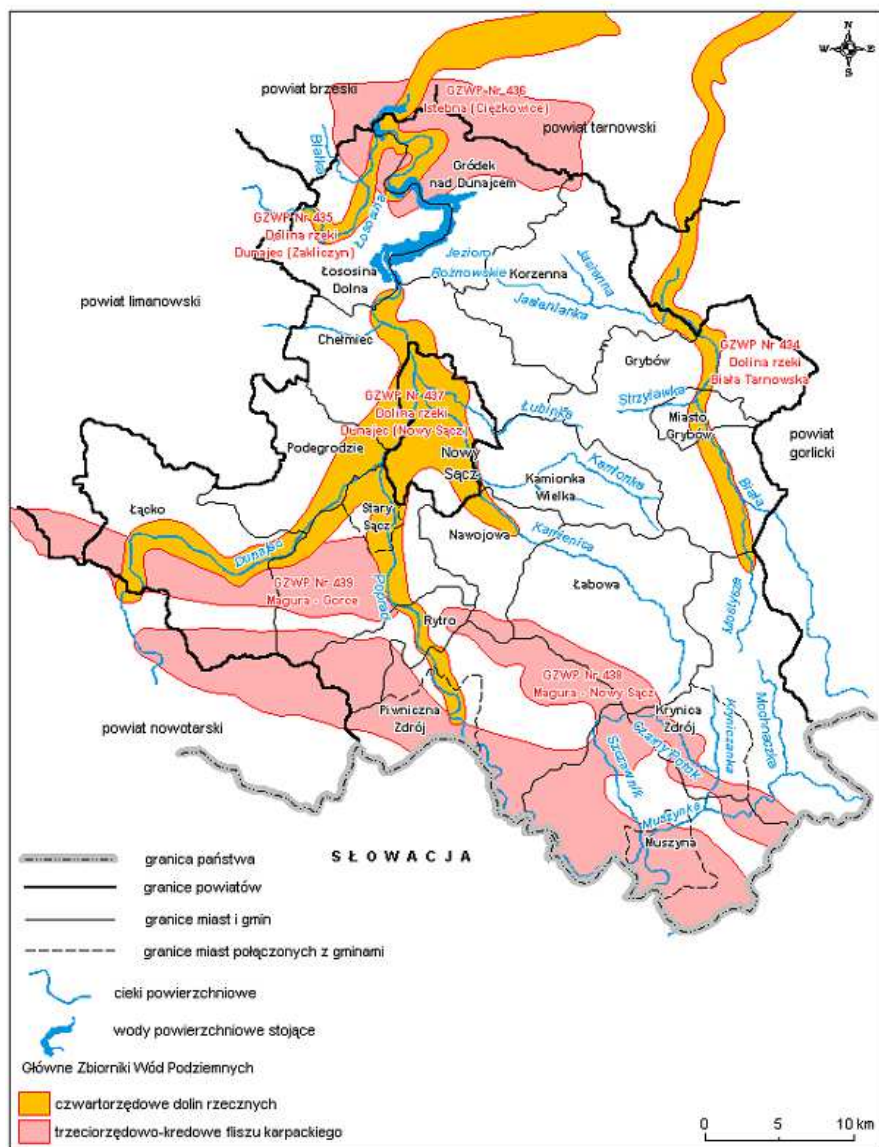 N
W E
S
powiat brzeski
GZWP Nr 436
Istebna (Ciężkowice)
powiat tarnowski
Białka
Gródek
nad Dunajcem
GZWP Nr 435
Dolina rzeki
Dunajec (Zakliczyn)
Łososina
Łososina
Dolna
Jezioro
Rożnowskie
Korzenna
Jasienna
Jasienianka
powiat limanowski
Chełmiec
Grybów
GZWP Nr 434
Dolina rzeki
Biała Tarnowska
Strzylawka
Miasto
Grybów
GZWP Nr 437
Dolina rzeki
Dunajec (Nowy Sącz)
Łubinka
Podegrodzie
Nowy
Sącz
powiat
gorlicki
Kamionka
Kamionka
Wielka
Biała
Łącko
Stary
Sącz
Dunajec
Nawojowa
Kamienica
Łabowa
GZWP Nr 439
Magura - Gorce
Poprad
Rytro
GZWP Nr 438
Magura - Nowy Sącz
powiat nowotarski
Piwniczna
Zdrój
Krynica
Zdrój
Czarny Potok
Kryniczanka
Mochnaczka
Szczawnik
Muszynka
Muszyna
SŁOWACJA
granica państwa
granice powiatów
granice miast i gmin
granice miast połączonych z gminami
cieki powierzchniowe
wody powierzchniowe stojące
Główne Zbiorniki Wód Podziemnych
czwartorzędowe dolin rzecznych
trzeciorzędowo-kredowe fliszu karpackiego
0 5 10 km